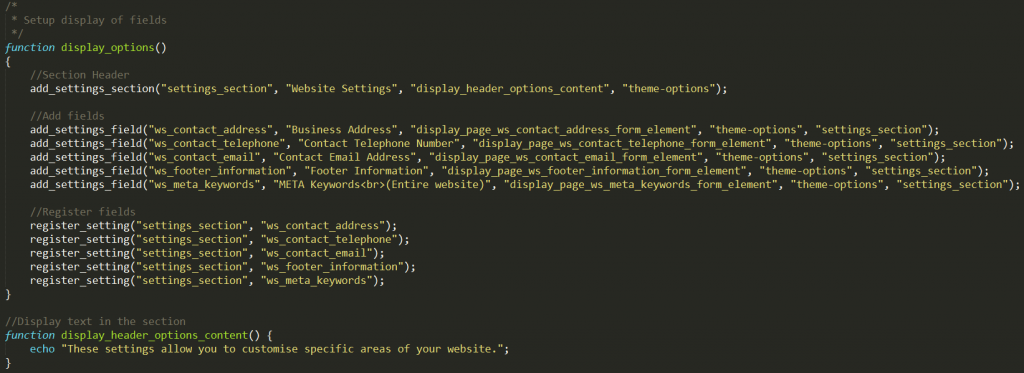 /*
 * Setup display of fields
 */
function display_options()
{
    //Section Header
    add_settings_section("settings_section", "Website Settings", "display_header_options_content", "theme-options");

    //Add fields
    add_settings_field("ws_contact_address", "Business Address", "display_page_ws_contact_address_form_element", "theme-options", "settings_section");
    add_settings_field("ws_contact_telephone", "Contact Telephone Number", "display_page_ws_contact_telephone_form_element", "theme-options", "settings_section");
    add_settings_field("ws_contact_email", "Contact Email Address", "display_page_ws_contact_email_form_element", "theme-options", "settings_section");
    add_settings_field("ws_footer_information", "Footer Information", "display_page_ws_footer_information_form_element", "theme-options", "settings_section");
    add_settings_field("ws_meta_keywords", "META Keywords<br>(Entire website)", "display_page_ws_meta_keywords_form_element", "theme-options", "settings_section");

    //Register fields
    register_setting("settings_section", "ws_contact_address");
    register_setting("settings_section", "ws_contact_telephone");
    register_setting("settings_section", "ws_contact_email");
    register_setting("settings_section", "ws_footer_information");
    register_setting("settings_section", "ws_meta_keywords");
}

//Display text in the section
function display_header_options_content() {
    echo "These settings allow you to customise specific areas of your website.";
}